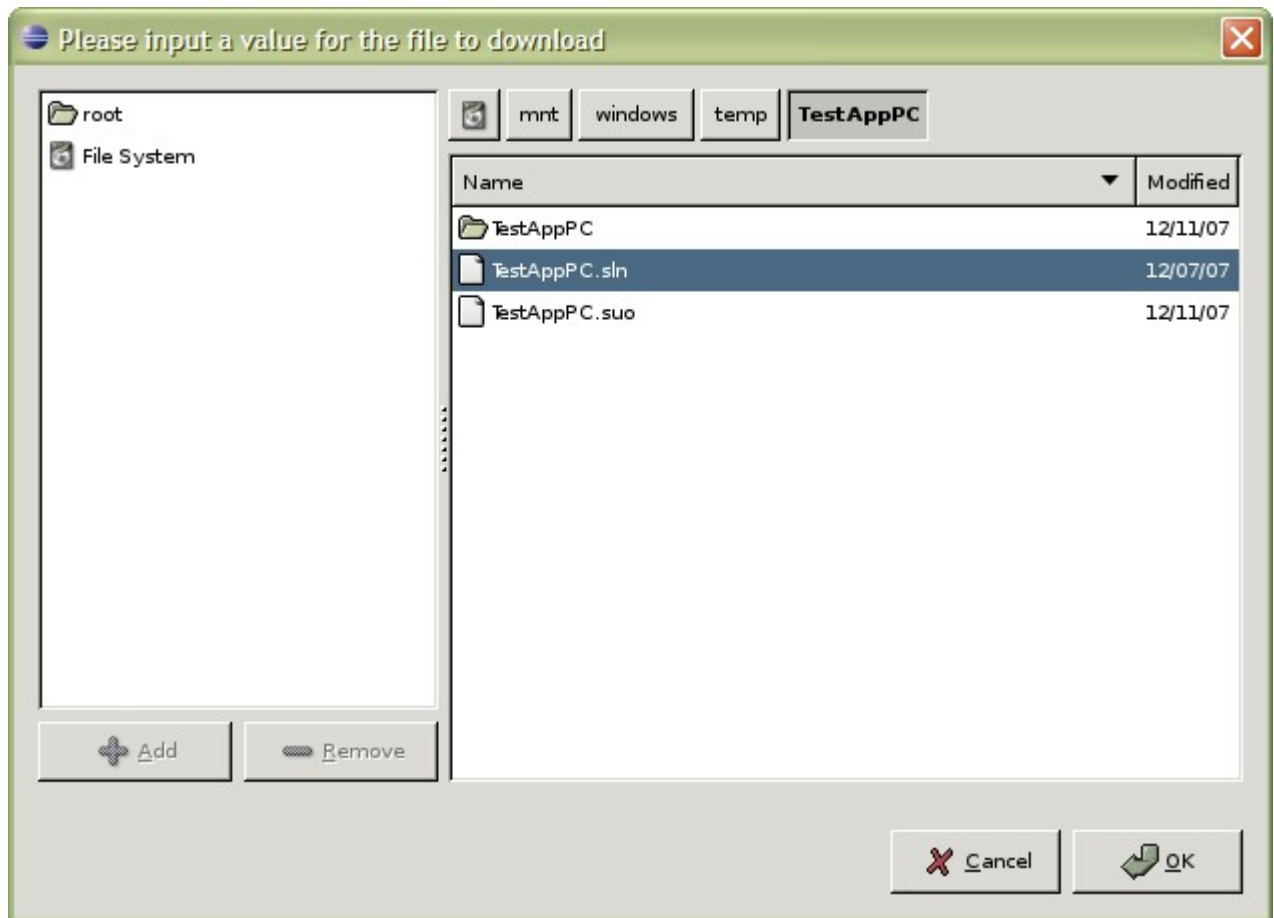 Please input a value for the file to download
root
File System
mnt windows temp TestAppPC
Name Modified
TestAppPC 12/11/07
TestAppPC.sln 12/07/07
TestAppPC.suo 12/11/07
Add Remove
Cancel OK